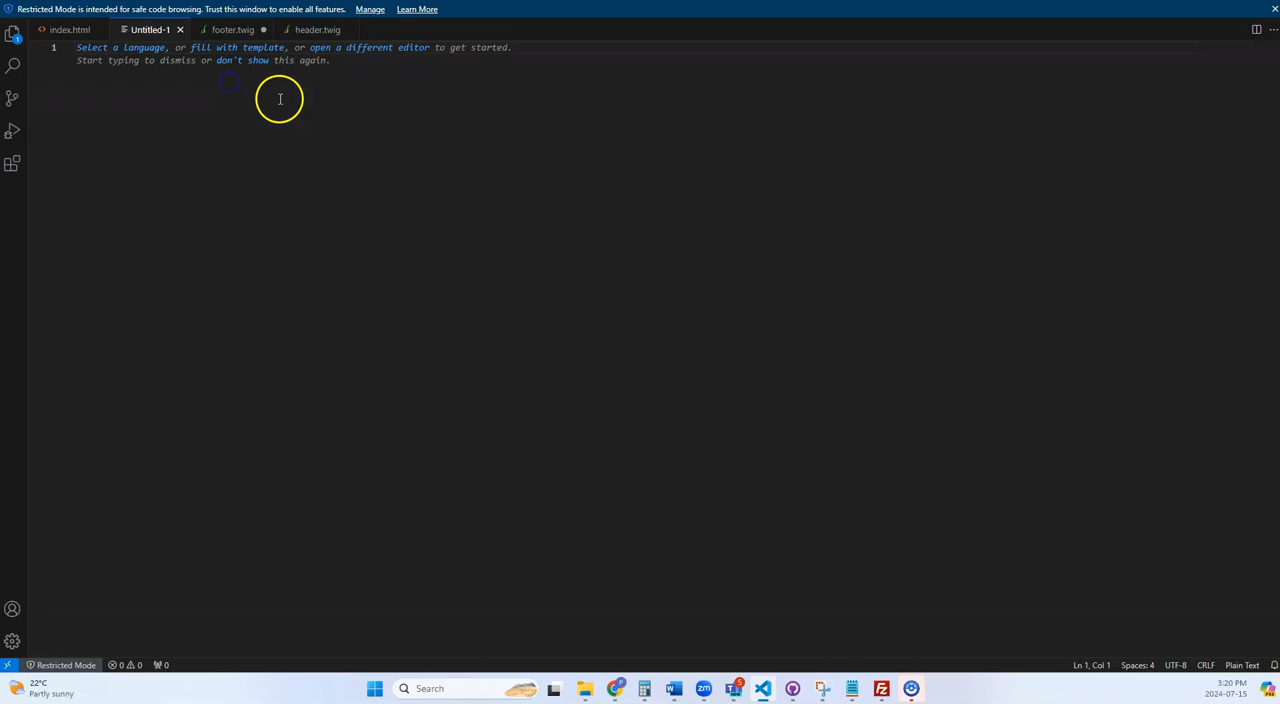 Restricted Mode is intended for safe code browsing. Trust this window to enable all features. Manage Learn More
index.html Untitled-1 footer.twig header.twig
1 Select a language, or fill with template, or open a different editor to get started.
Start typing to dismiss or don't show this again.
Restricted Mode 0 0 0 Ln 1, Col 1 Spaces: 4 UTF-8 CRLF Plain Text
22°C
Partly sunny
Search
3:20 PM
2024-07-15